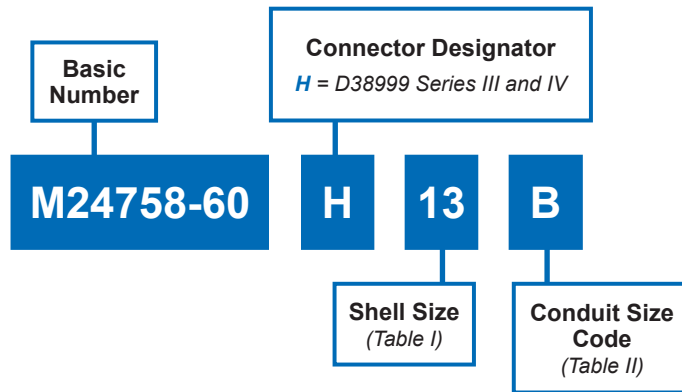 Connector Designator
H = D38999 Series III and IV
Basic
Number
M24758-60 H 13 B
Shell Size
(Table I)
Conduit Size
Code
(Table II)